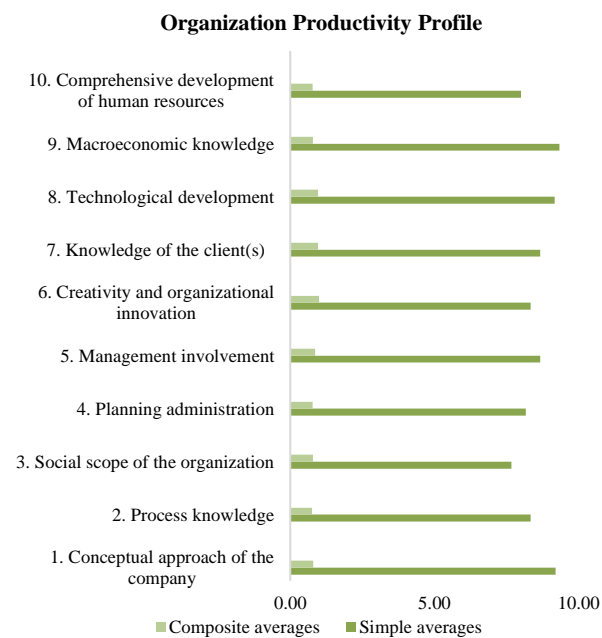 Organization Productivity Profile
10. Comprehensive development
of human resources
9. Macroeconomic knowledge
8. Technological development
7. Knowledge of the client(s)
6. Creativity and organizational
innovation
5. Management involvement
4. Planning administration
3. Social scope of the organization
2. Process knowledge
1. Conceptual approach of the
company
0.00 5.00 10.00
Composite averages Simple averages